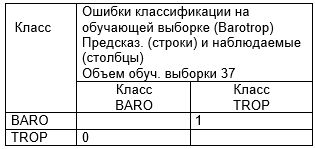 Класс
Ошибки классификации на
обучающей выборке (Barotrop)
Предсказ. (строки) и наблюдаемые
(столбцы)
Объем обуч. выборки 37
Класс
BARO
Класс
TROP
BARO
1
TROP
0